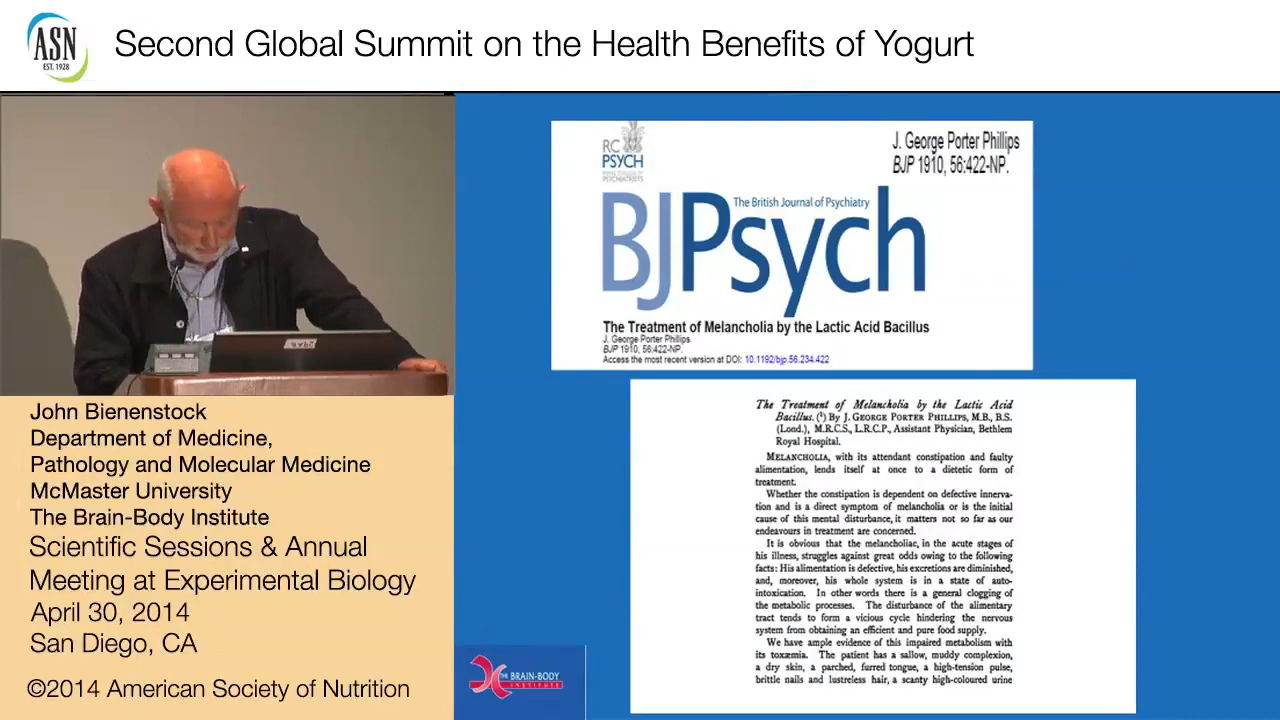 ASN
EST. 1928
Second Global Summit on the Health Benefits of Yogurt
John Bienenstock
Department of Medicine,
Pathology and Molecular Medicine
McMaster University
The Brain-Body Institute
Scientific Sessions & Annual
Meeting at Experimental Biology
April 30, 2014
San Diego, CA
©2014 American Society of Nutrition
RC
PSYCH
ROYAL COLLEGE OF
PSYCHIATRISTS
J. George Porter Phillips
BJP 1910, 56:422-NP.
The British Journal of Psychiatry
BJPsych
The Treatment of Melancholia by the Lactic Acid Bacillus
J. George Porter Phillips
BJP 1910, 56:422-NP.
Access the most recent version at DOI: 10.1192/bjp.56.234.422
The Treatment of Melancholia by the Lactic Acid
Bacillus. (¹) By J. GEORGE PORTER PHILLIPS, M.B., B.S.
(Lond.), M.R.C.S., L.R.C.P., Assistant Physician, Bethlem
Royal Hospital.
MELANCHOLIA, with its attendant constipation and faulty
alimentation, lends itself at once to a dietetic form of
treatment.
Whether the constipation is dependent on defective innerva-
tion and is a direct symptom of melancholia or is the initial
cause of this mental disturbance, it matters not so far as our
endeavours in treatment are concerned.
It is obvious that the melancholiac, in the acute stages of
his illness, struggles against great odds owing to the following
facts: His alimentation is defective, his excretions are diminished,
and, moreover, his whole system is in a state of auto-
intoxication. In other words there is a general clogging of
the metabolic processes. The disturbance of the alimentary
tract tends to form a vicious cycle hindering the nervous
system from obtaining an efficient and pure food supply.
We have ample evidence of this impaired metabolism with
its toxæmia. The patient has a sallow, muddy complexion,
a dry skin, a parched, furred tongue, a high-tension pulse,
brittle nails and lustreless hair, a scanty high-coloured urine
THE BRAIN-BODY
INSTITUTE